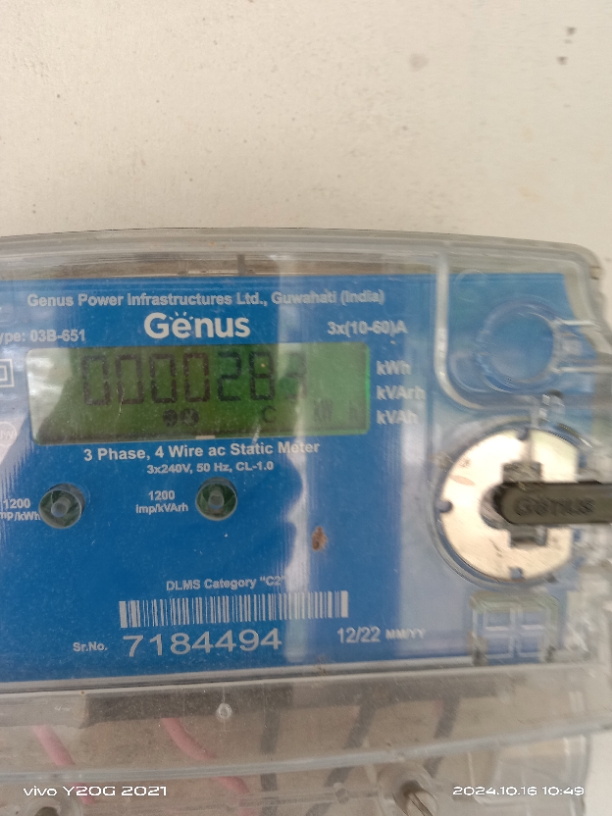 Genus Power Infrastructures Ltd., Guwahati (India)
ype: 03B-651
Genus
3x(10-60)A
kWh
kVArh
kVAh
3 Phase, 4 Wire ac Static Meter
3x240V, 50 Hz, CL-1.0
1200
mp/kWh
1200
Imp/kVArh
DLMS Category "C2"
Sr.No. 7184494
12/22 MM/YY
Genus
vivo Y20G 2021
2024.10.16 10:49